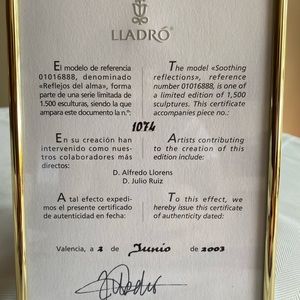 LLADRÓ
El modelo de referencia
01016888, denominado
«Reflejos del alma», forma
parte de una serie limitada de
1.500 esculturas, siendo la que
ampara este documento la n.º:
The model «Soothing
reflections», reference
number 01016888, is one of
a limited edition of 1,500
sculptures. This certificate
accompanies piece no.:
1074
En su creación han
intervenido como nuestros
colaboradores más
directos:
Artists contributing
to the creation of this
edition include:
D. Alfredo Llorens
D. Julio Ruiz
A tal efecto expedi-
mos el presente certificado
de autenticidad en fecha:
To this effect, we
hereby issue this certificate
of authenticity dated:
Valencia, a 2 de Junio de 2003